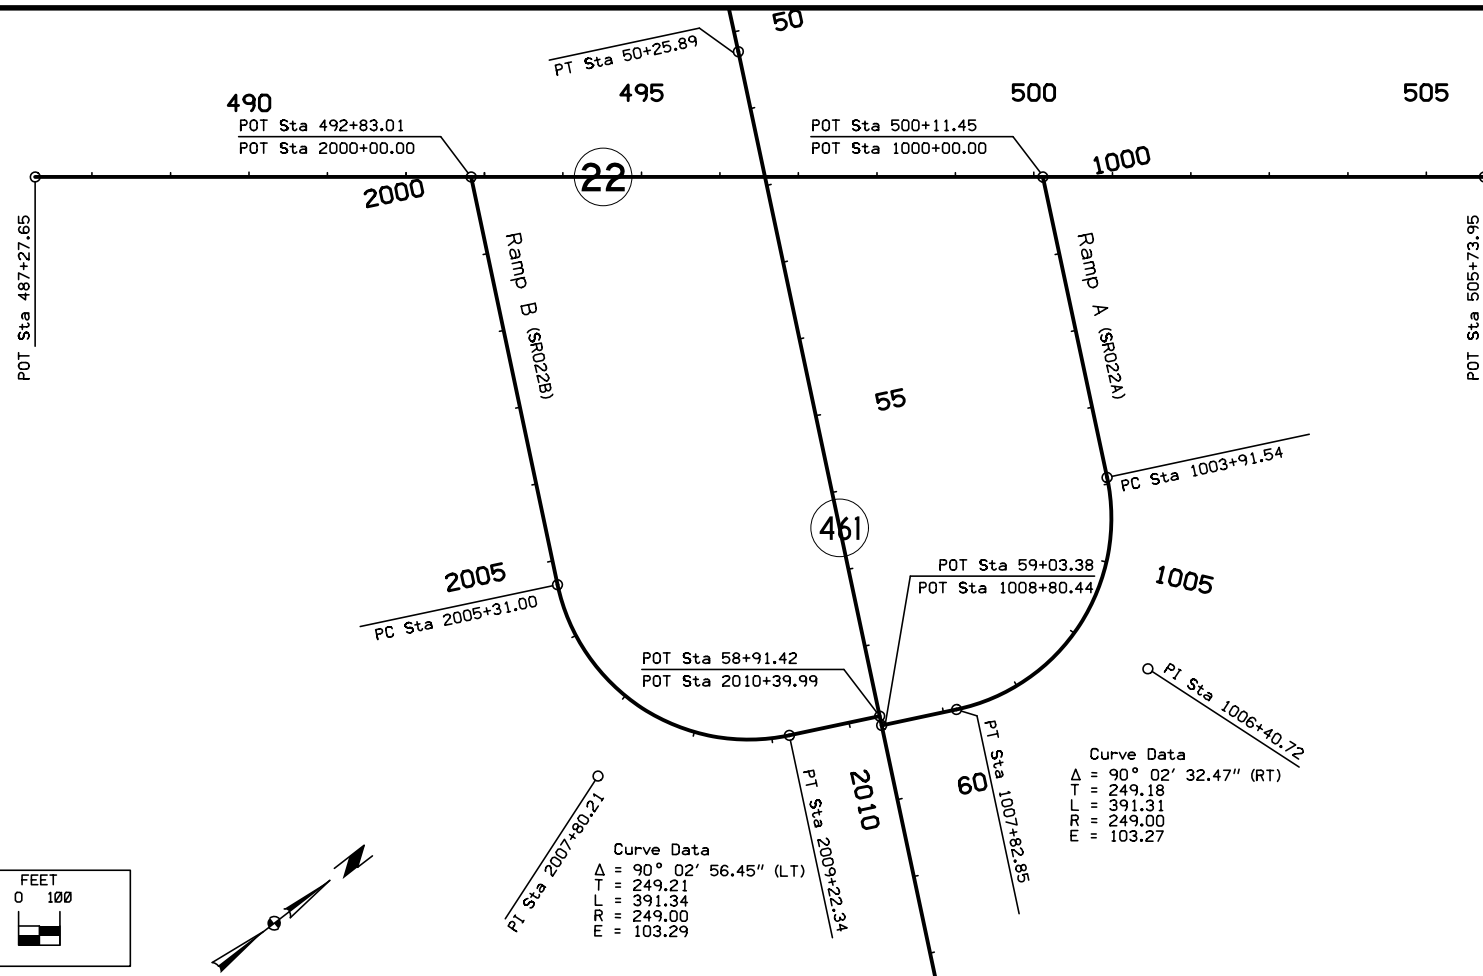 50
PT Sta 50+25.89
490
495
500
505
POT Sta 492+83.01
POT Sta 2000+00.00
POT Sta 500+11.45
POT Sta 1000+00.00
1000
22
2000
POT Sta 487+27.65
POT Sta 505+73.95
Ramp B (SR022B)
Ramp A (SR022A)
55
PC Sta 1003+91.54
461
2005
PC Sta 2005+31.00
POT Sta 59+03.38
POT Sta 1008+80.44
1005
POT Sta 58+91.42
POT Sta 2010+39.99
PI Sta 1006+40.72
PT Sta 1007+82.85
60
2010
PT Sta 2009+22.34
PI Sta 2007+80.21
Curve Data
Δ = 90° 02' 32.47" (RT)
T = 249.18
L = 391.31
R = 249.00
E = 103.27
Curve Data
Δ = 90° 02' 56.45" (LT)
T = 249.21
L = 391.34
R = 249.00
E = 103.29
FEET
0 100
N